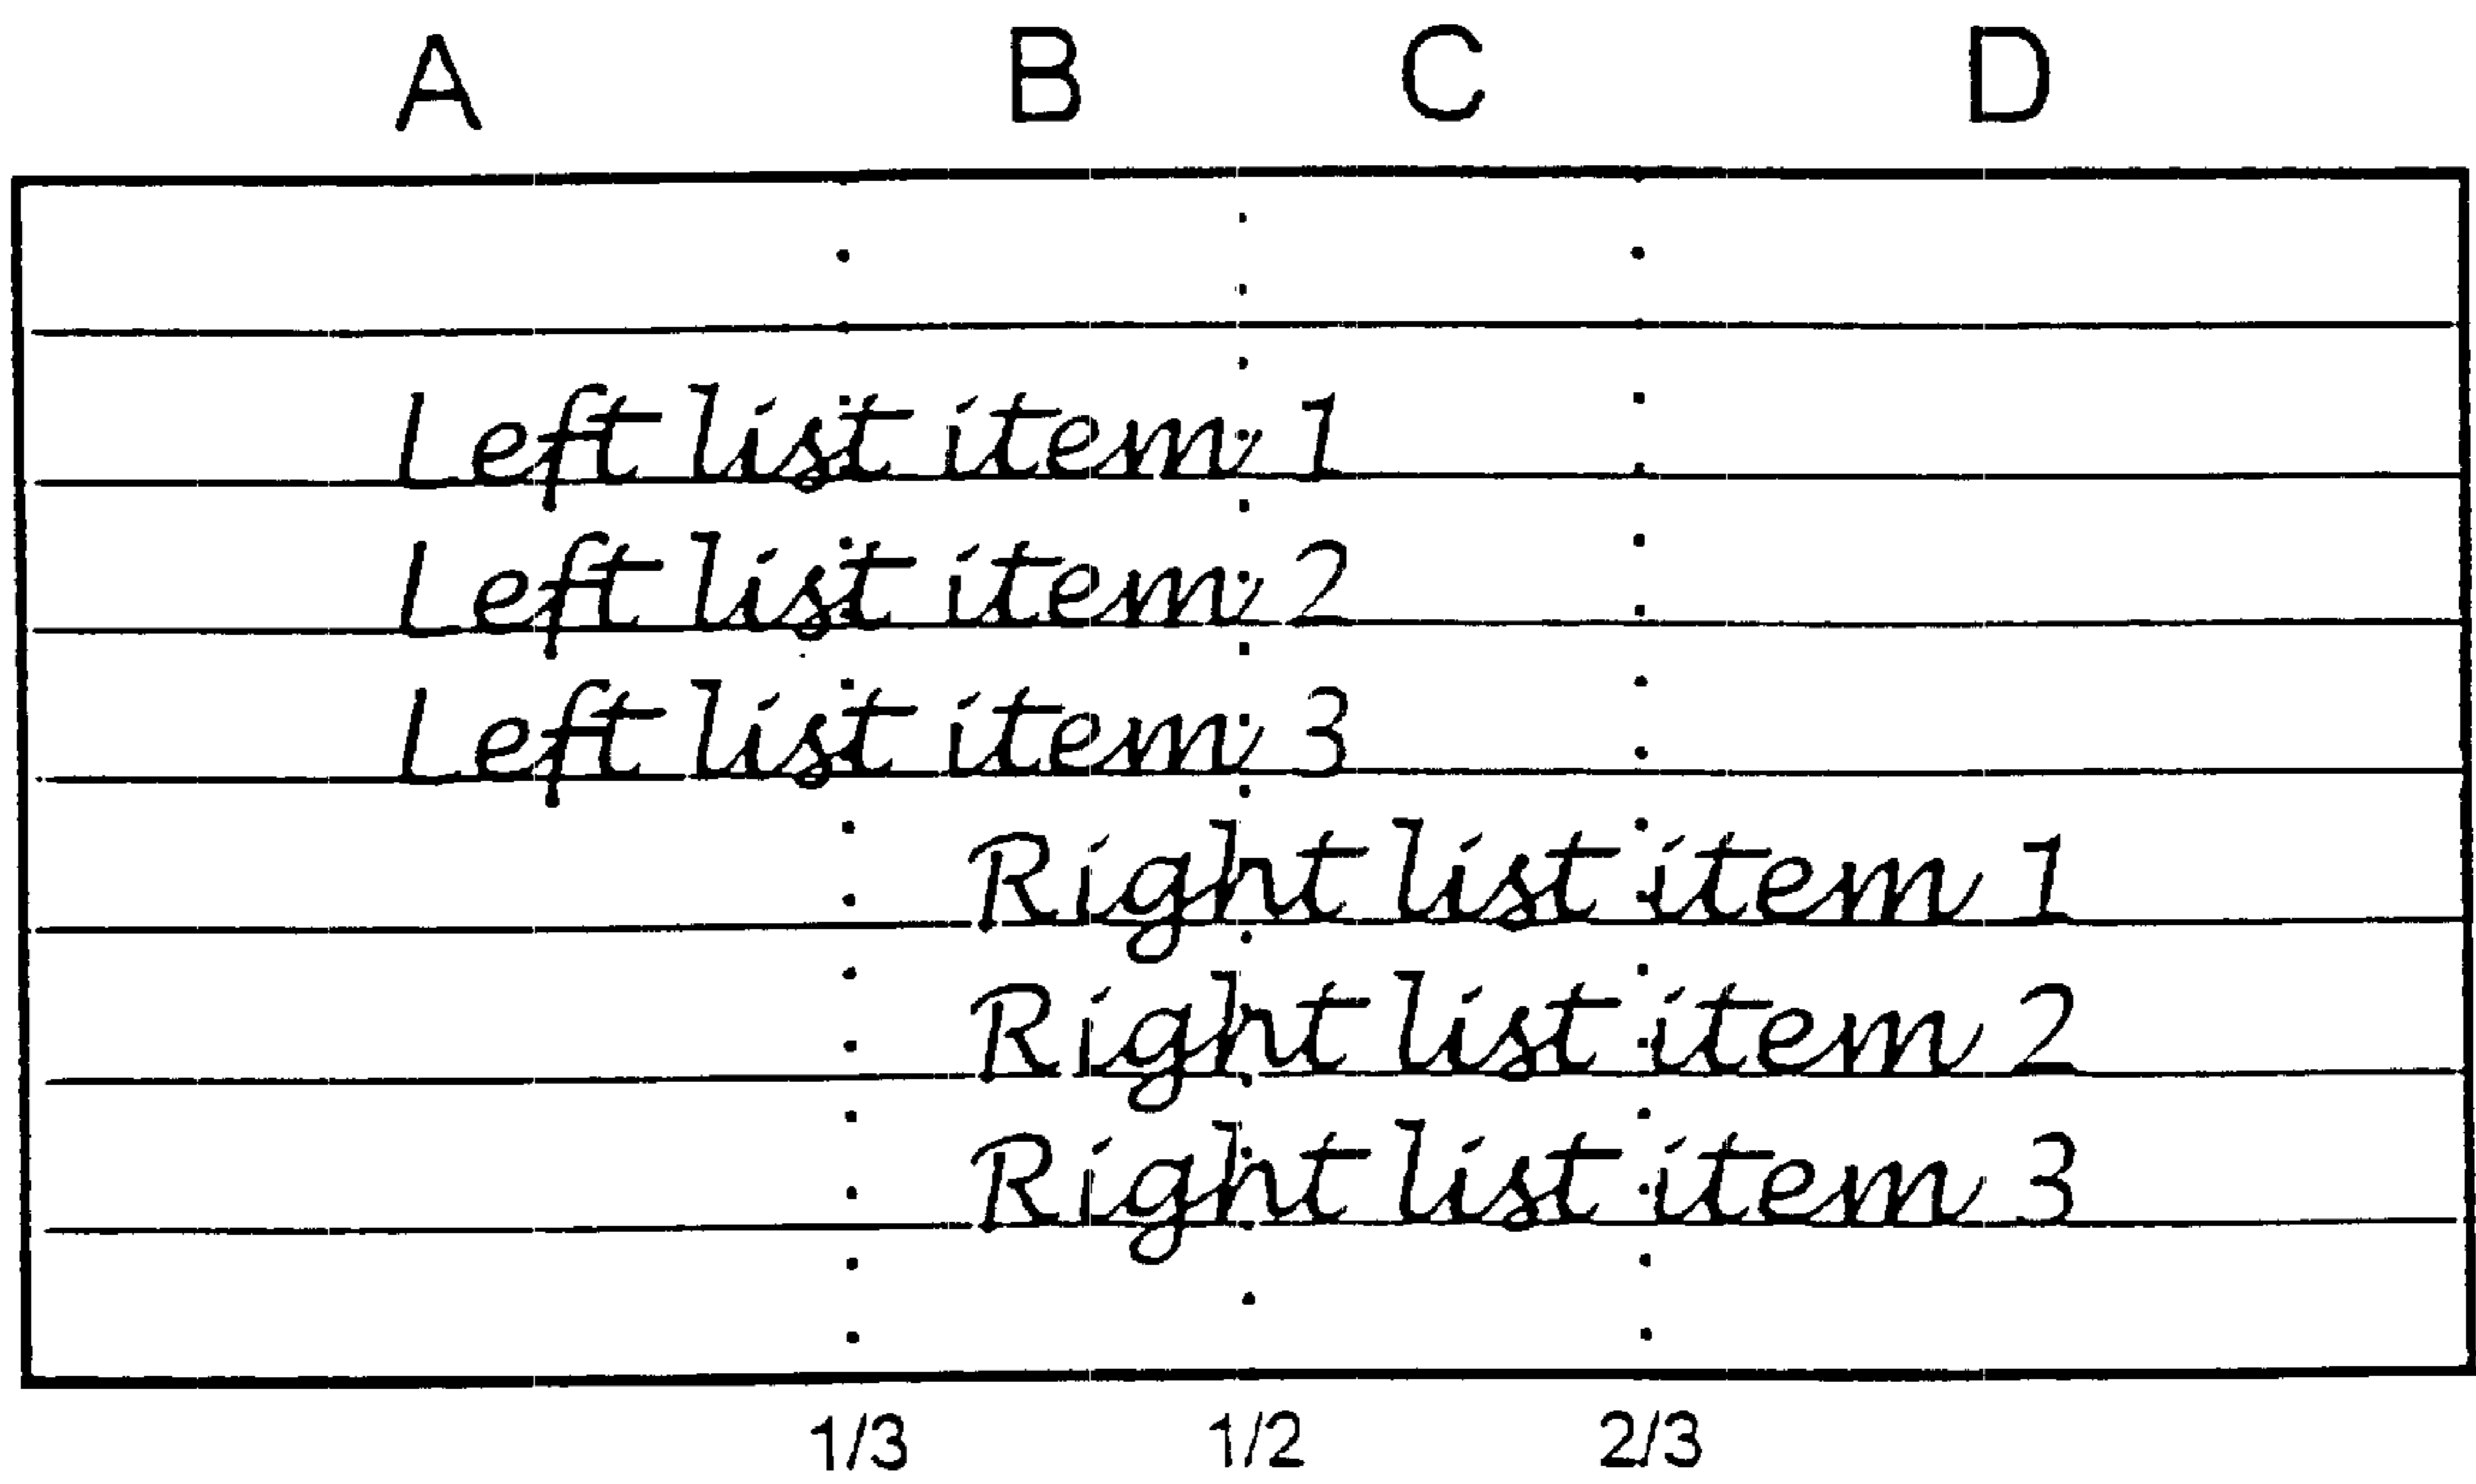 A B C D
Left list item 1
Left list item 2
Left list item 3
Right list item 1
Right list item 2
Right list item 3
1/3 1/2 2/3